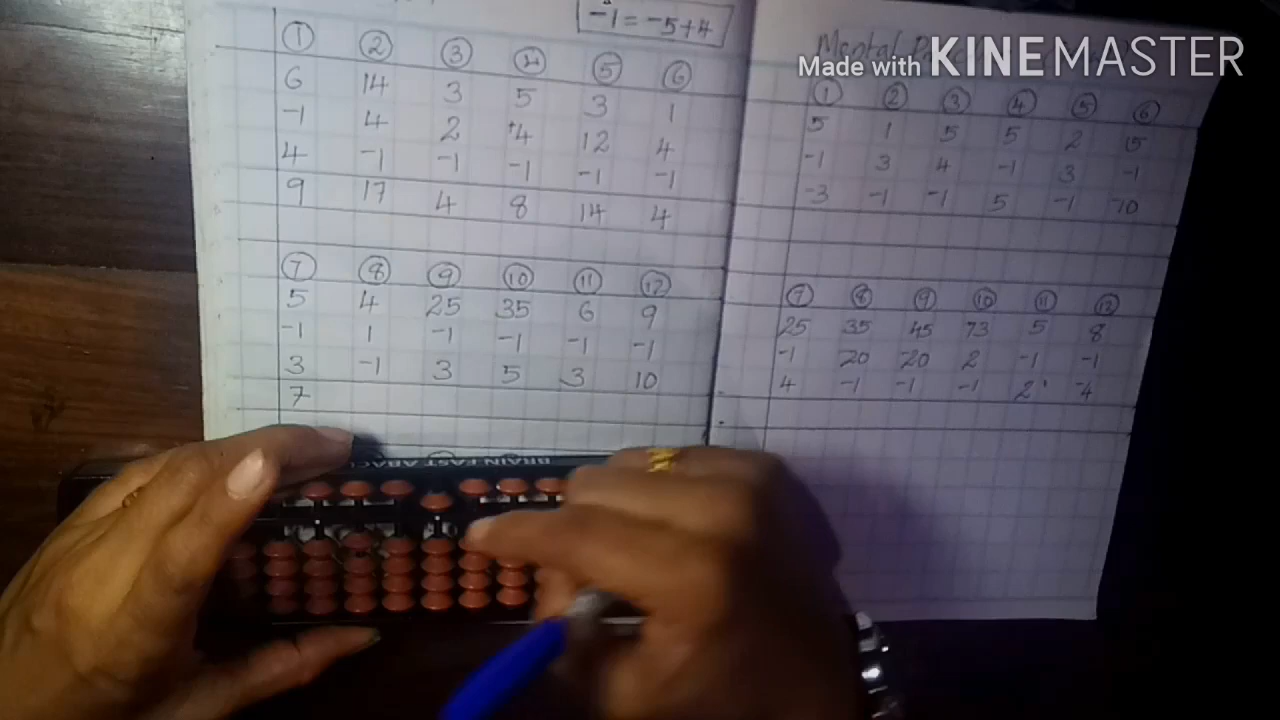 -1 = -5+4
① ② ③ ④ ⑤ ⑥
6 14 3 5 3 1
-1 4 2 +4 12 4
4 -1 -1 -1 -1 -1
9 17 4 8 14 4
⑦ ⑧ ⑨ ⑩ ⑪ ⑫
5 4 25 35 6 9
-1 1 -1 -1 -1 -1
3 -1 3 5 3 10
7
Mental
Made with KINEMASTER
① ② ③ ④ ⑤ ⑥
5 1 5 5 2 15
-1 3 4 -1 3 -1
-3 -1 -1 5 -1 -10
⑦ ⑧ ⑨ ⑩ ⑪ ⑫
25 35 45 73 5 8
-1 20 20 2 -1 -1
4 -1 -1 -1 2 -4
BRAIN FAST ABAC